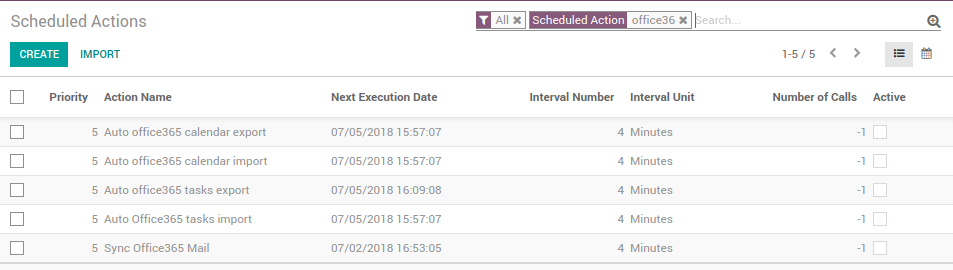 Scheduled Actions All × Scheduled Action office36 × Search...
CREATE IMPORT 1-5 / 5
Priority Action Name Next Execution Date Interval Number Interval Unit Number of Calls Active
5 Auto office365 calendar export 07/05/2018 15:57:07 4 Minutes -1
5 Auto office365 calendar import 07/05/2018 15:57:07 4 Minutes -1
5 Auto office365 tasks export 07/05/2018 16:09:08 4 Minutes -1
5 Auto Office365 tasks import 07/05/2018 15:57:07 4 Minutes -1
5 Sync Office365 Mail 07/02/2018 16:53:05 4 Minutes -1